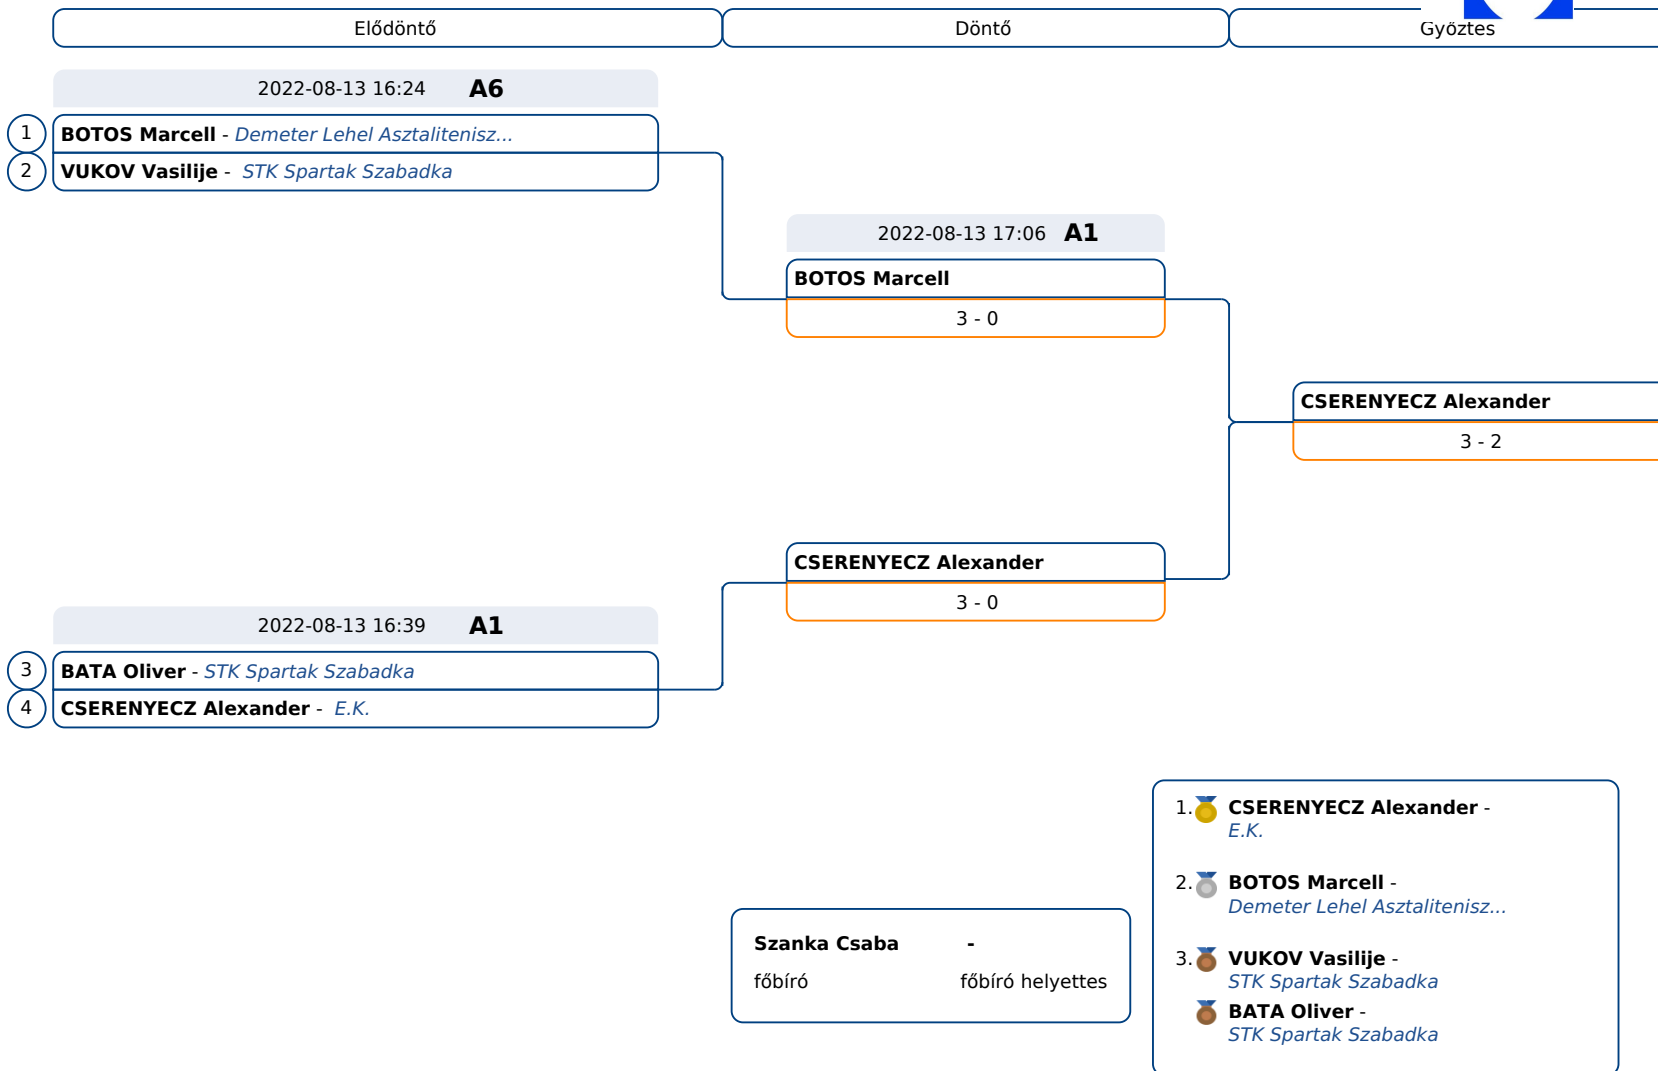 Elődöntő
Döntő
Győztes
2022-08-13 16:24 A6
1 BOTOS Marcell - Demeter Lehel Asztalitenisz...
2 VUKOV Vasilije - STK Spartak Szabadka
2022-08-13 17:06 A1
BOTOS Marcell
3 - 0
CSERENYECZ Alexander
3 - 2
CSERENYECZ Alexander
3 - 0
2022-08-13 16:39 A1
3 BATA Oliver - STK Spartak Szabadka
4 CSERENYECZ Alexander - E.K.
1. CSERENYECZ Alexander -
E.K.
2. BOTOS Marcell -
Demeter Lehel Asztalitenisz...
3. VUKOV Vasilije -
STK Spartak Szabadka
BATA Oliver -
STK Spartak Szabadka
Szanka Csaba -
főbíró főbíró helyettes